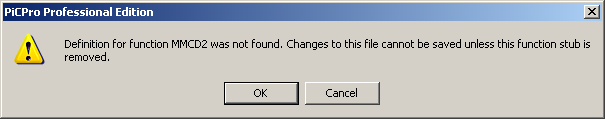 PiCPro Professional Edition
Definition for function MMCD2 was not found. Changes to this file cannot be saved unless this function stub is
removed.
OK
Cancel